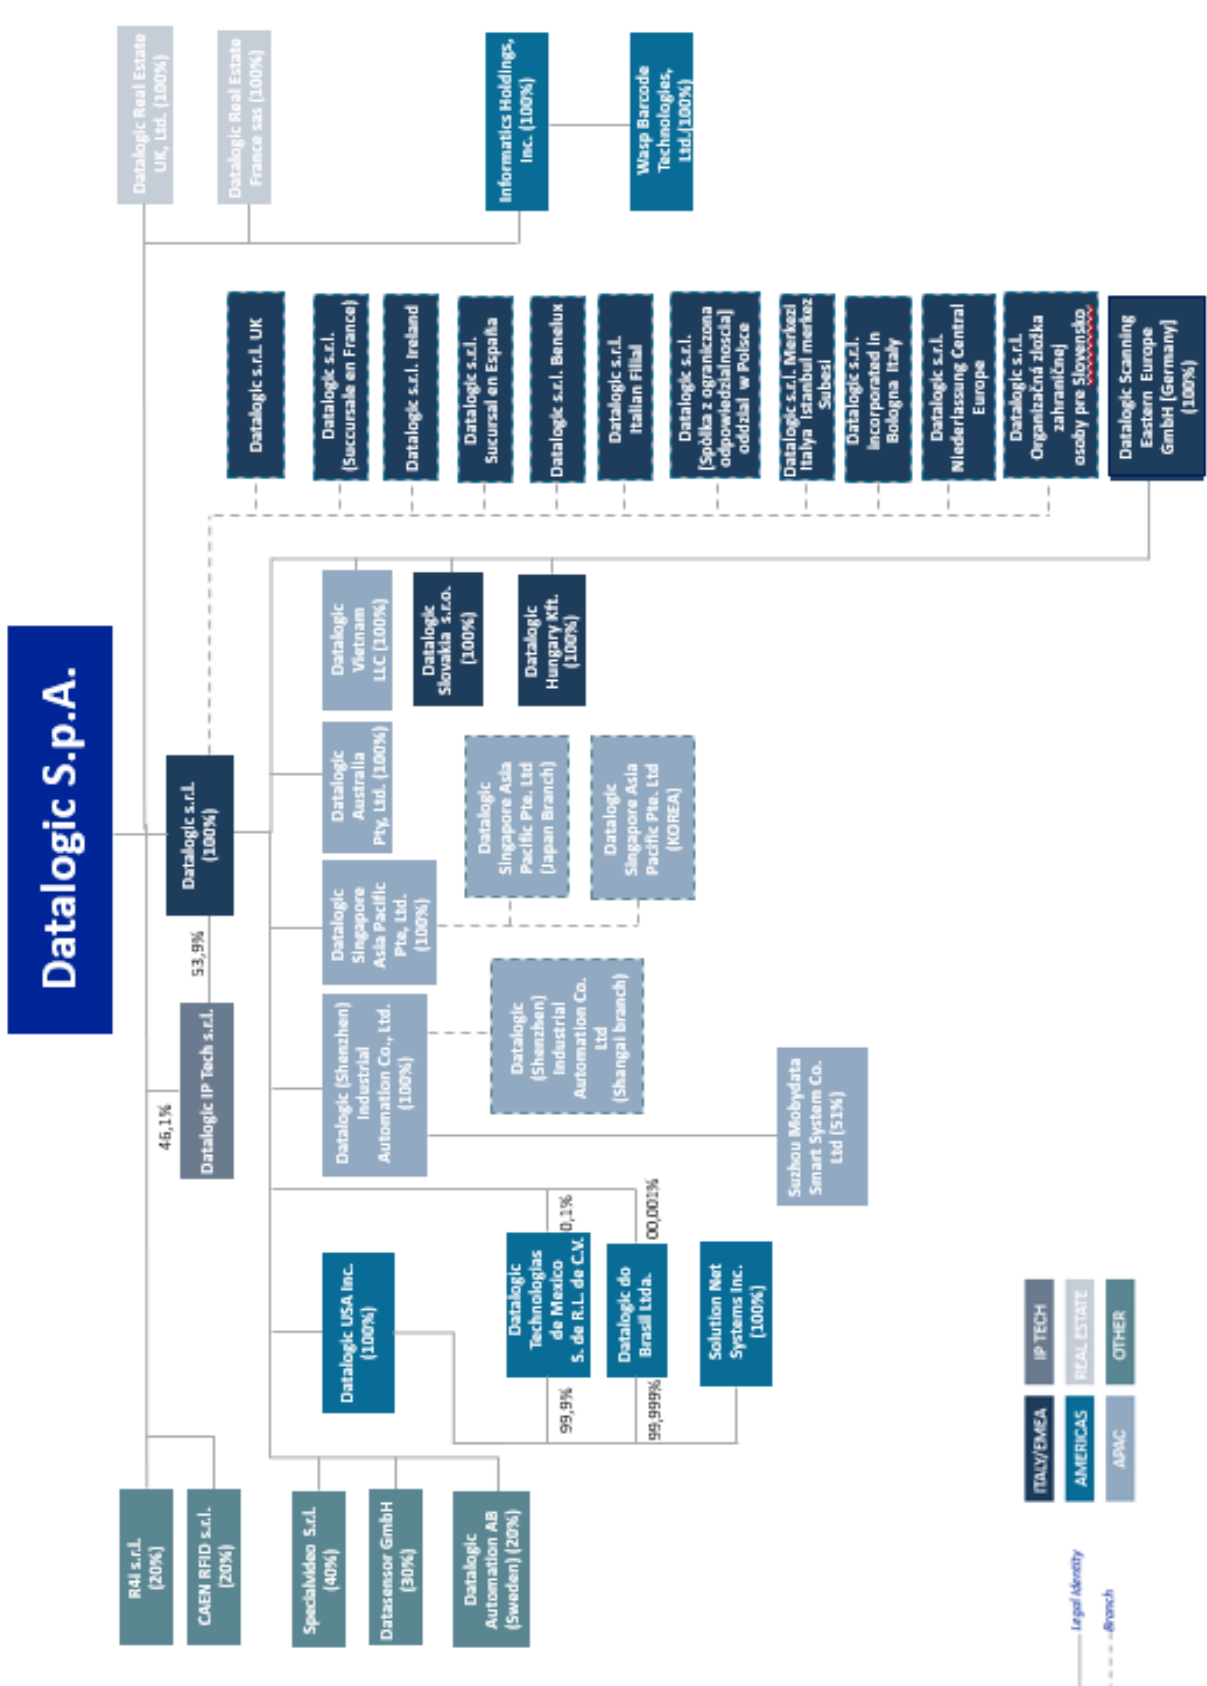 Datalogic S.p.A.
Datalogic Real Estate
UK, Ltd. (100%)
Datalogic Real Estate
France sas (100%)
Informatics Holdings,
Inc. (100%)
Wasp Barcode
Technologies,
Ltd.(100%)
Datalogic s.r.l.
(100%)
53,9%
46,1%
Datalogic IP Tech s.r.l.
R4i s.r.l.
(20%)
CAEN RFID s.r.l.
(20%)
Specialvideo S.r.l.
(40%)
Datasensor GmbH
(30%)
Datalogic
Automation AB
(Sweden) (20%)
Datalogic USA Inc.
(100%)
Datalogic
Technologias
de Mexico
S. de R.L. de C.V.
99,9%
0,1%
Datalogic do
Brasil Ltda.
99,999%
00,001%
Solution Net
Systems Inc.
(100%)
Datalogic (Shenzhen)
Industrial
Automation Co., Ltd.
(100%)
Datalogic
(Shenzhen)
Industrial
Automation Co.
Ltd
(Shangai branch)
Suzhou Mobydata
Smart System Co.
Ltd (51%)
Datalogic
Singapore
Asia Pacific
Pte, Ltd.
(100%)
Datalogic
Singapore Asia
Pacific Pte. Ltd
(Japan Branch)
Datalogic
Singapore Asia
Pacific Pte. Ltd
(KOREA)
Datalogic
Australia
Pty, Ltd. (100%)
Datalogic
Vietnam
LLC (100%)
Datalogic
Slovakia s.r.o.
(100%)
Datalogic
Hungary Kft.
(100%)
Datalogic s.r.l. UK
Datalogic s.r.l.
(Succursale en France)
Datalogic s.r.l. Ireland
Datalogic s.r.l.
Sucursal en España
Datalogic s.r.l. Benelux
Datalogic s.r.l.
Italian Filial
Datalogic s.r.l.
[Spólka z ograniczona
odpowiedzialnoscia]
oddzial w Polsce
Datalogic s.r.l. Merkezi
Italya Istanbul merkez
Subesi
Datalogic s.r.l.
incorporated in
Bologna Italy
Datalogic s.r.l.
Niederlassung Central
Europe
Datalogic s.r.l.
Organizačná zložka
zahraničnej
osoby pre Slovensko.
Datalogic Scanning
Eastern Europe
GmbH [Germany]
(100%)
Legal Identity
Branch
ITALY/EMEA
IP TECH
AMERICAS
REAL ESTATE
APAC
OTHER